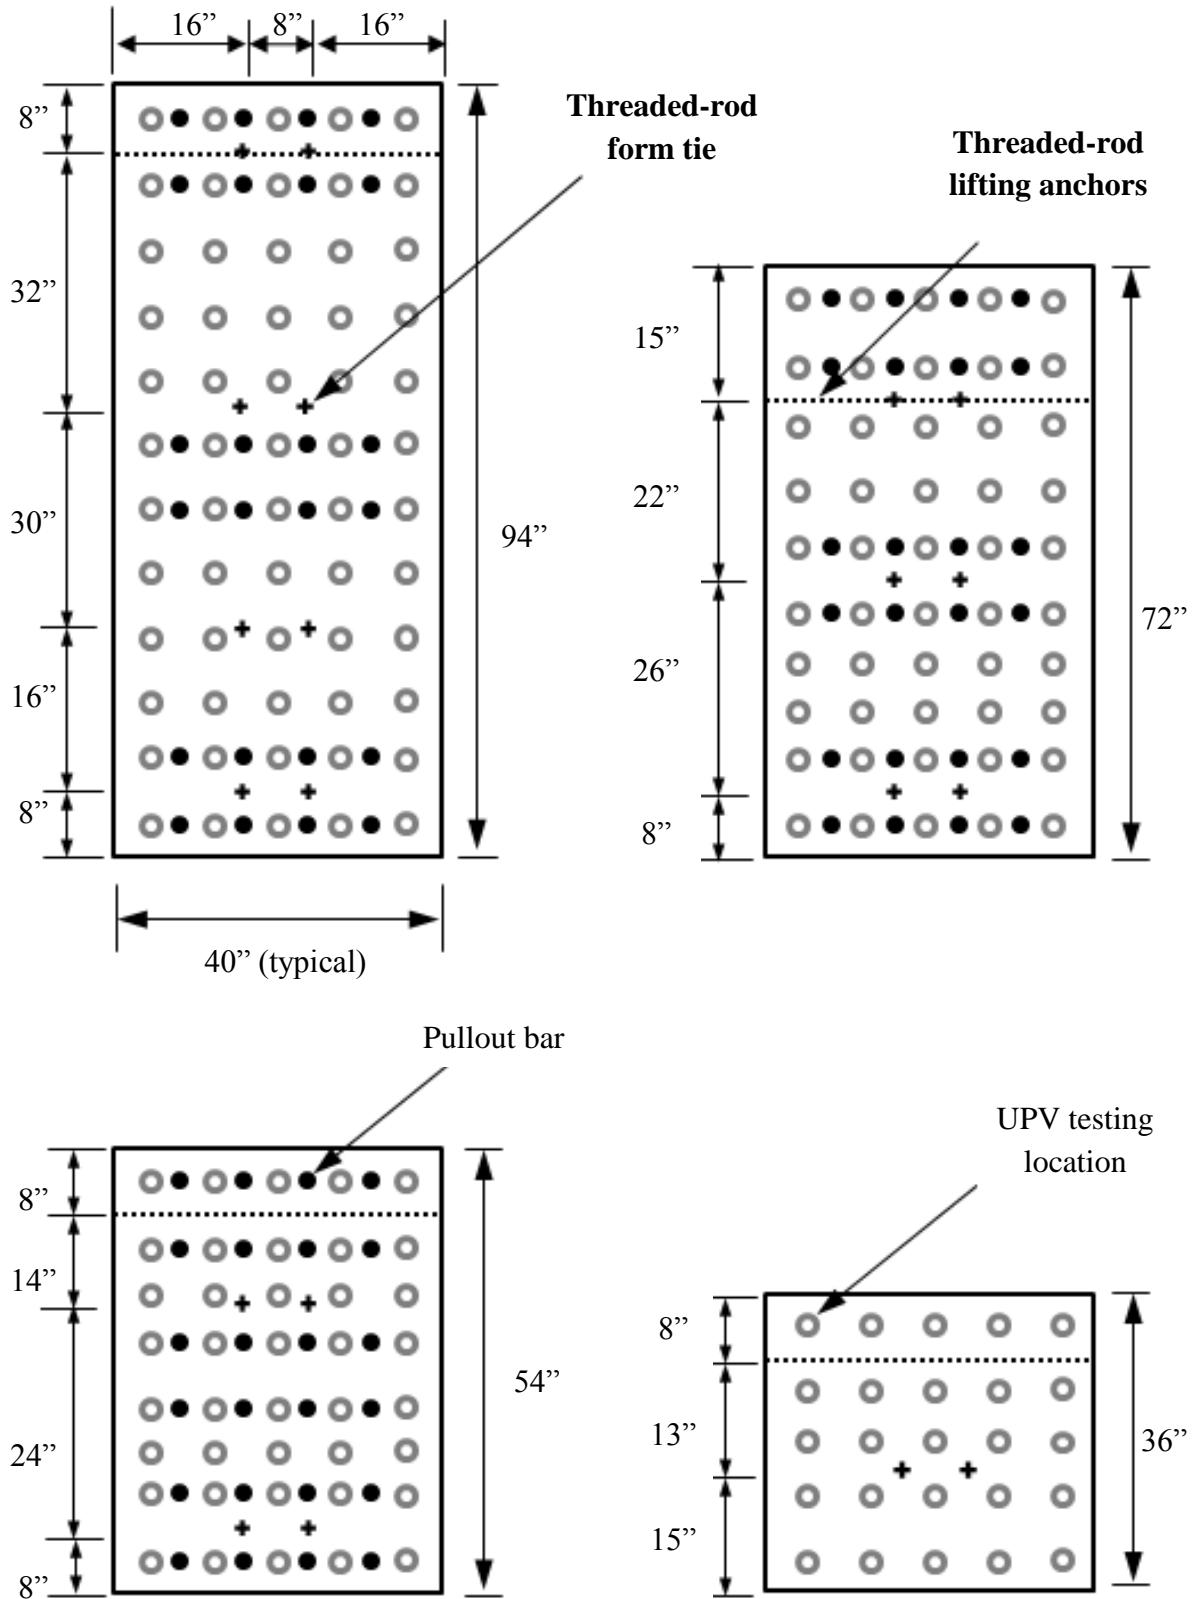 16” 8” 16”
8”
32”
30”
16”
8”
94”
40” (typical)
Threaded-rod
form tie
Threaded-rod
lifting anchors
15”
22”
26”
8”
72”
Pullout bar
8”
14”
24”
8”
54”
UPV testing
location
8”
13”
15”
36”